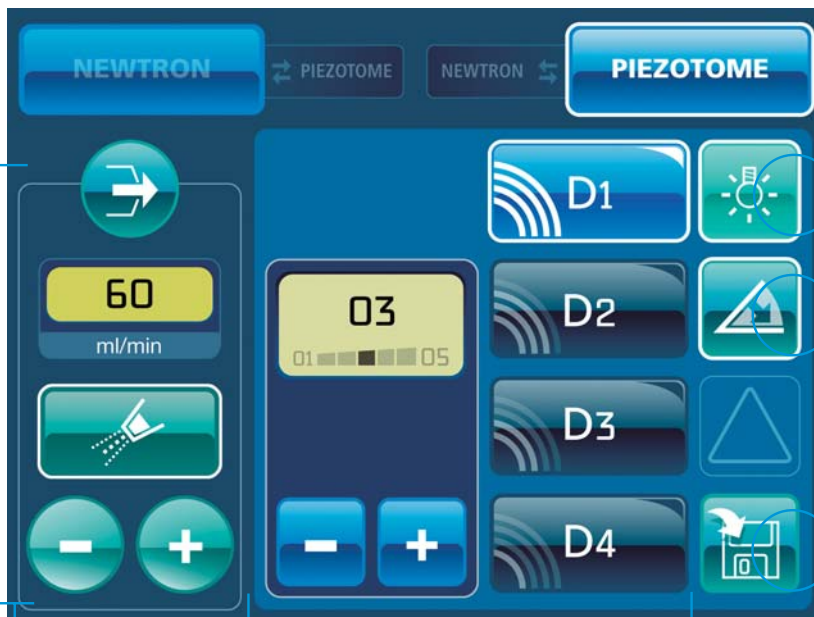 NEWTRON
PIEZOTOME
NEWTRON
PIEZOTOME
D1
60
ml/min
03
01 05
D2
D3
D4